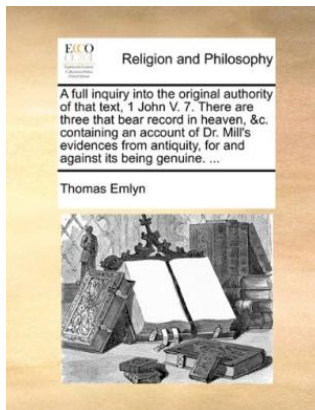 ECCO
Religion and Philosophy
A full inquiry into the original authority
of that text, 1 John V. 7. There are
three that bear record in heaven, &c.
containing an account of Dr. Mill's
evidences from antiquity, for and
against its being genuine. ...
Thomas Emlyn